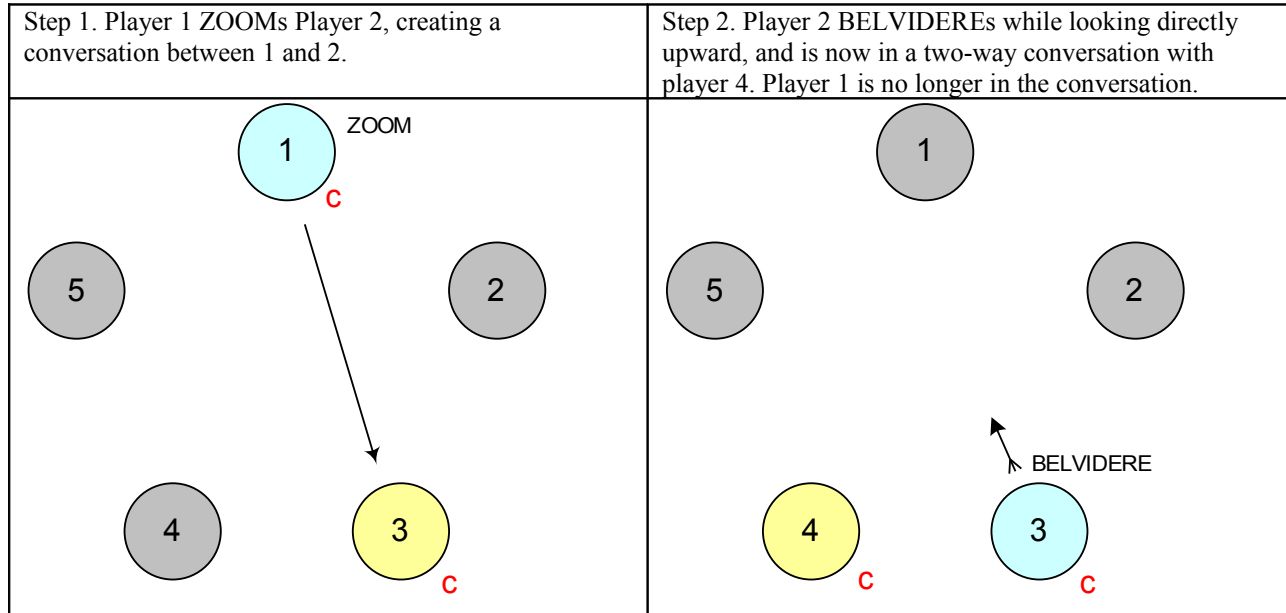 Step 1. Player 1 ZOOMs Player 2, creating a
conversation between 1 and 2.
Step 2. Player 2 BELVIDEREs while looking directly
upward, and is now in a two-way conversation with
player 4. Player 1 is no longer in the conversation.
1
ZOOM
C
5
2
4
3
C
1
5
2
BELVIDERE
4
C
3
C